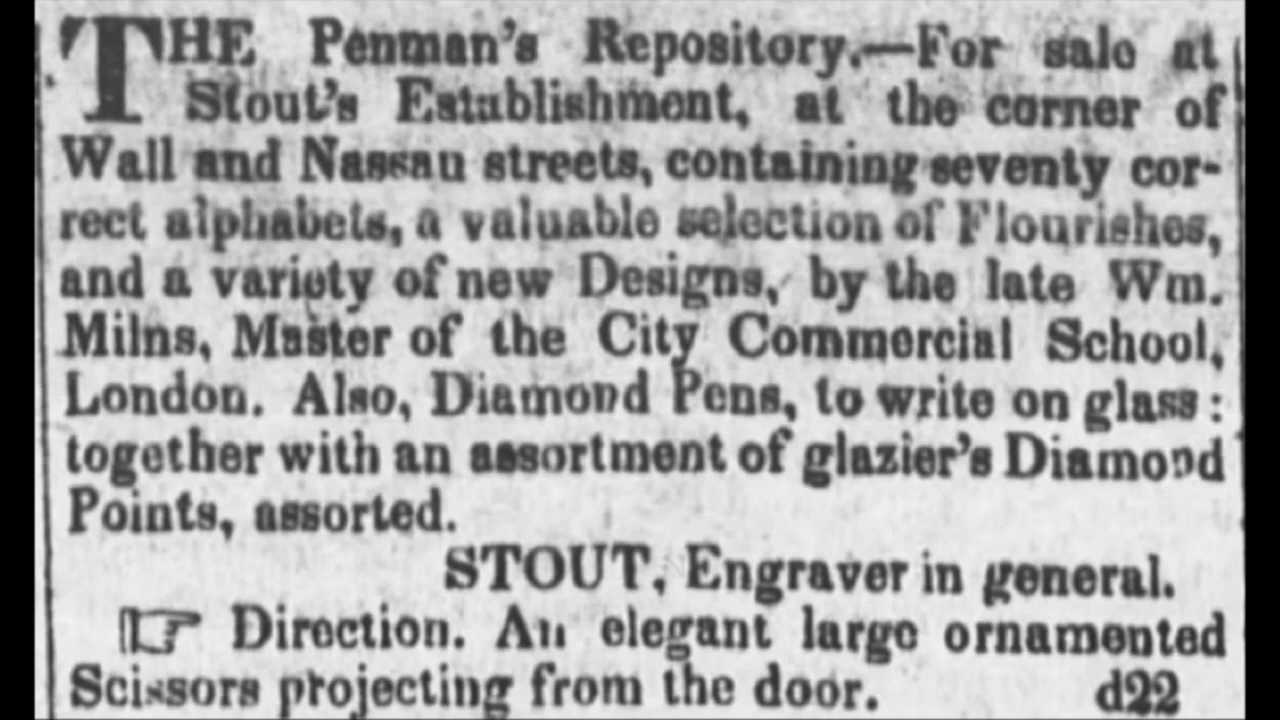 THE Penman's Repository.—For sale at
Stout's Establishment, at the corner of
Wall and Nassau streets, containing seventy cor-
rect alphabets, a valuable selection of Flourishes,
and a variety of new Designs, by the late Wm.
Milns, Master of the City Commercial School,
London. Also, Diamond Pens, to write on glass:
together with an assortment of glazier's Diamond
Points, assorted.
STOUT, Engraver in general.
☞ Direction. An elegant large ornamented
Scissors projecting from the door. d22